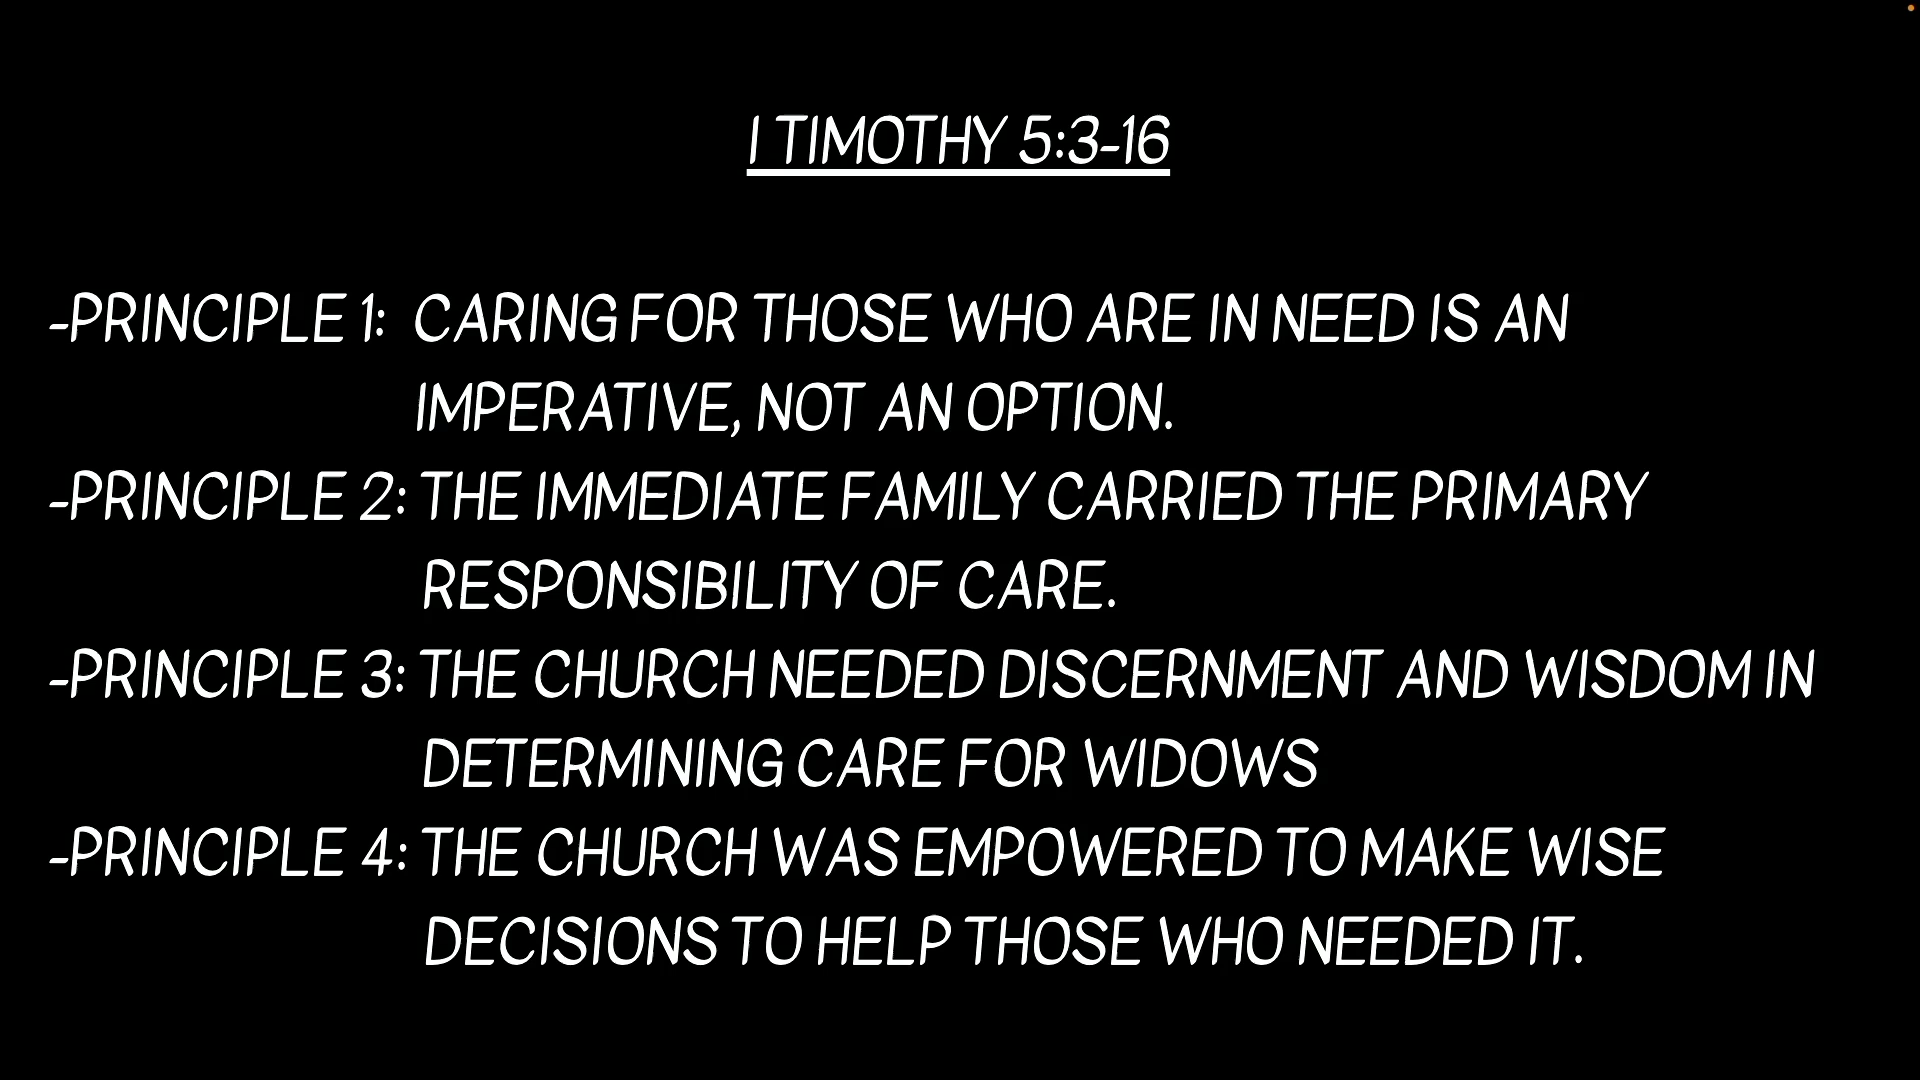 I TIMOTHY 5:3-16
-PRINCIPLE 1: CARING FOR THOSE WHO ARE IN NEED IS AN
IMPERATIVE, NOT AN OPTION.
-PRINCIPLE 2: THE IMMEDIATE FAMILY CARRIED THE PRIMARY
RESPONSIBILITY OF CARE.
-PRINCIPLE 3: THE CHURCH NEEDED DISCERNMENT AND WISDOM IN
DETERMINING CARE FOR WIDOWS
-PRINCIPLE 4: THE CHURCH WAS EMPOWERED TO MAKE WISE
DECISIONS TO HELP THOSE WHO NEEDED IT.